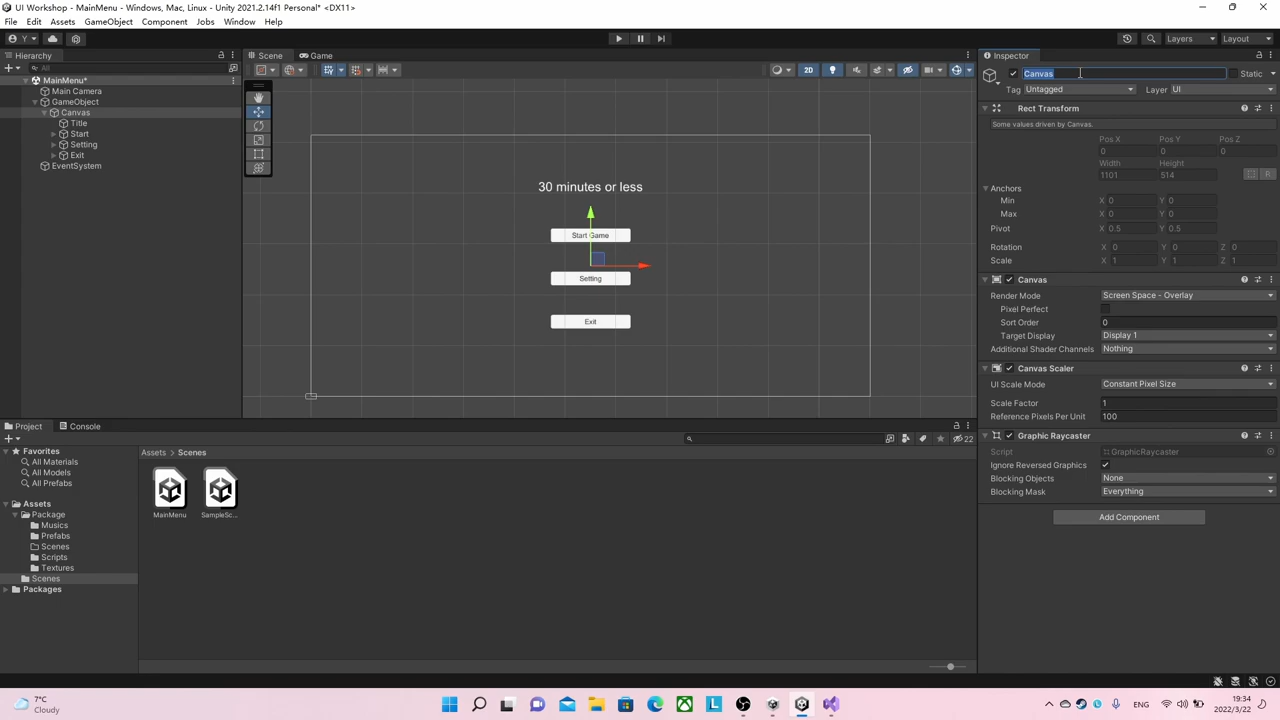 UI Workshop - MainMenu - Windows, Mac, Linux - Unity 2021.2.14f1 Personal* <DX11>
File Edit Assets GameObject Component Jobs Window Help
Y Layers Layout
Hierarchy
All
MainMenu*
Main Camera
GameObject
Canvas
Title
Start
Setting
Exit
EventSystem
Scene Game
2D
30 minutes or less
Start Game
Setting
Exit
Inspector
Canvas Static
Tag Untagged Layer UI
Rect Transform
Some values driven by Canvas.
Pos X Pos Y Pos Z
0 0 0
Width Height
1101 514
R
Anchors
Min X 0 Y 0
Max X 0 Y 0
Pivot X 0.5 Y 0.5
Rotation X 0 Y 0 Z 0
Scale X 1 Y 1 Z 1
Canvas
Render Mode Screen Space - Overlay
Pixel Perfect
Sort Order 0
Target Display Display 1
Additional Shader Channels Nothing
Canvas Scaler
UI Scale Mode Constant Pixel Size
Scale Factor 1
Reference Pixels Per Unit 100
Graphic Raycaster
Script GraphicRaycaster
Ignore Reversed Graphics
Blocking Objects None
Blocking Mask Everything
Add Component
Project Console
22
Favorites
All Materials
All Models
All Prefabs
Assets
Package
Musics
Prefabs
Scenes
Scripts
Textures
Scenes
Packages
Assets > Scenes
MainMenu SampleSc...
7°C
Cloudy
L
ENG
19:34
2022/3/22